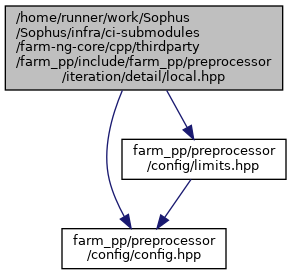 /home/runner/work/Sophus
/Sophus/infra/ci-submodules
/farm-ng-core/cpp/thirdparty
/farm_pp/include/farm_pp/preprocessor
/iteration/detail/local.hpp
farm_pp/preprocessor
/config/limits.hpp
farm_pp/preprocessor
/config/config.hpp